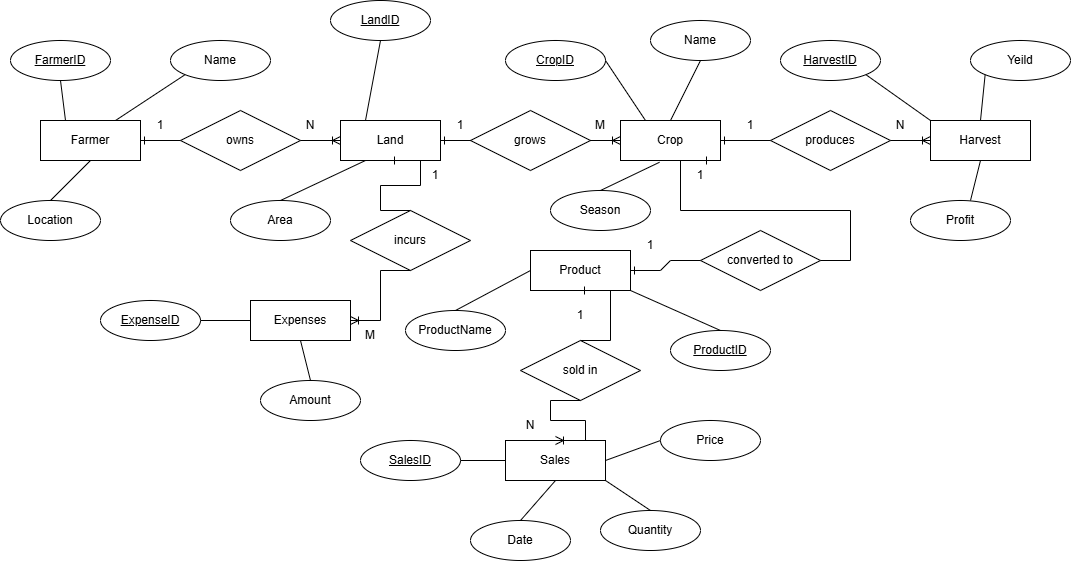 LandID
Name
FarmerID
Name
CropID
HarvestID
Yeild
1
N
1
M
1
N
Farmer
owns
Land
grows
Crop
produces
Harvest
1
1
Location
Area
Season
Profit
incurs
1
converted to
Product
1
ExpenseID
Expenses
M
ProductName
ProductID
sold in
Amount
N
Price
SalesID
Sales
Date
Quantity